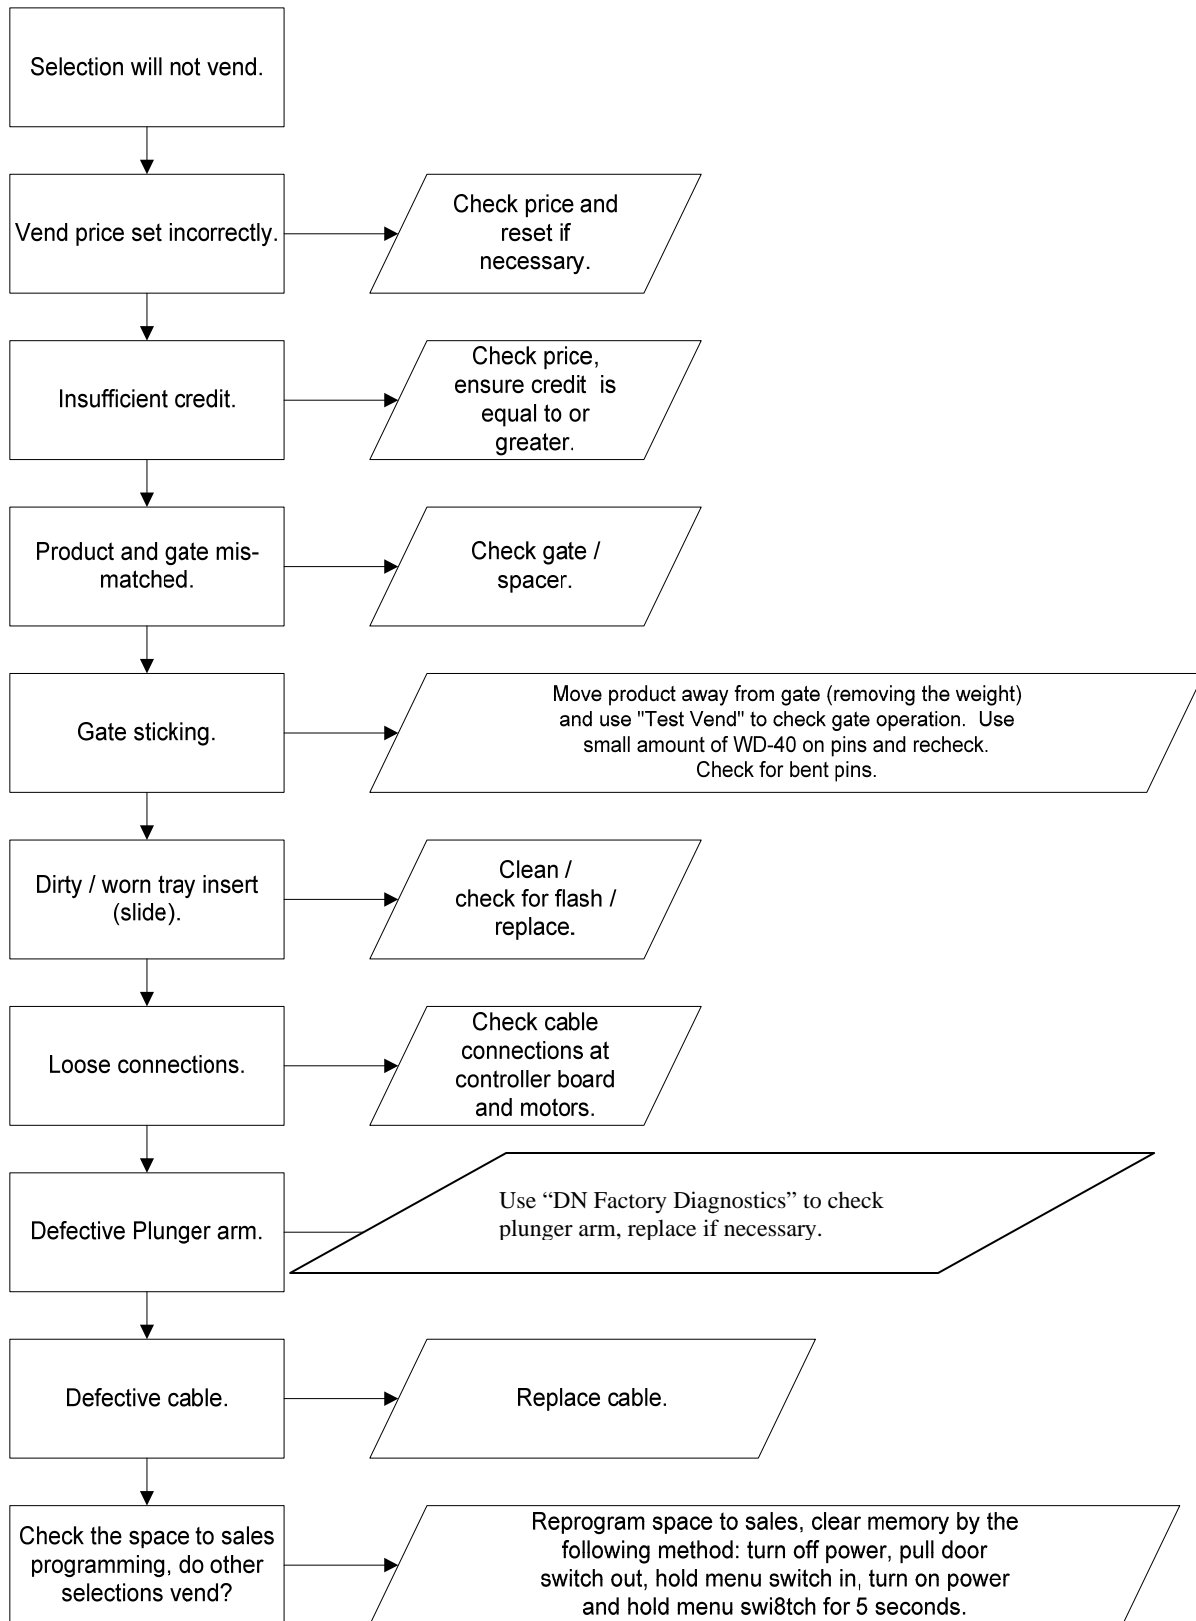 Selection will not vend.
Vend price set incorrectly.
Check price and
reset if
necessary.
Insufficient credit.
Check price,
ensure credit is
equal to or
greater.
Product and gate mis-
matched.
Check gate /
spacer.
Gate sticking.
Move product away from gate (removing the weight)
and use "Test Vend" to check gate operation. Use
small amount of WD-40 on pins and recheck.
Check for bent pins.
Dirty / worn tray insert
(slide).
Clean /
check for flash /
replace.
Loose connections.
Check cable
connections at
controller board
and motors.
Defective Plunger arm.
Use “DN Factory Diagnostics” to check
plunger arm, replace if necessary.
Defective cable.
Replace cable.
Check the space to sales
programming, do other
selections vend?
Reprogram space to sales, clear memory by the
following method: turn off power, pull door
switch out, hold menu switch in, turn on power
and hold menu swi8tch for 5 seconds.